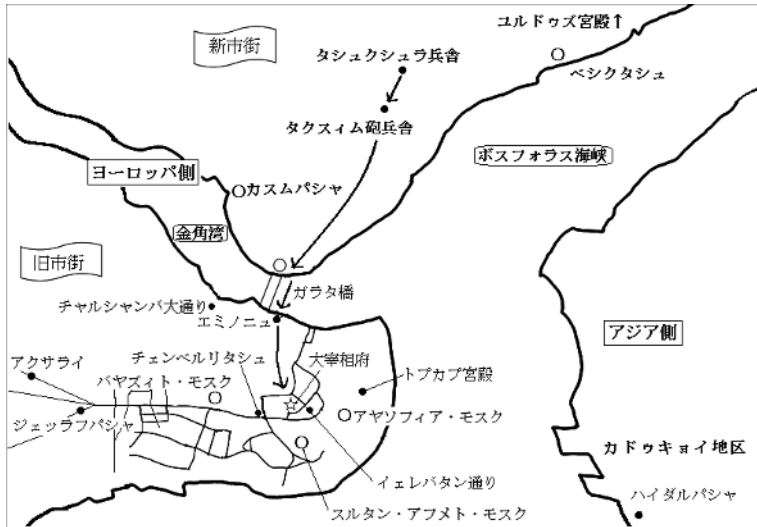 ユルドゥズ宮殿↑
新市街
タシュクシュラ兵舎
ベシクタシュ
タクスィム砲兵舎
ボスフォラス海峡
ヨーロッパ側
カスムパシャ
金角湾
旧市街
ガラタ橋
チャルシャンバ大通り
エミノニュ
アジア側
大宰相府
チェンベルリタシュ
アクサライ
バヤズィト・モスク
トプカプ宮殿
ジェッラフパシャ
アヤソフィア・モスク
カドゥキョイ地区
イェレバタン通り
ハイダルパシャ
スルタン・アフメト・モスク